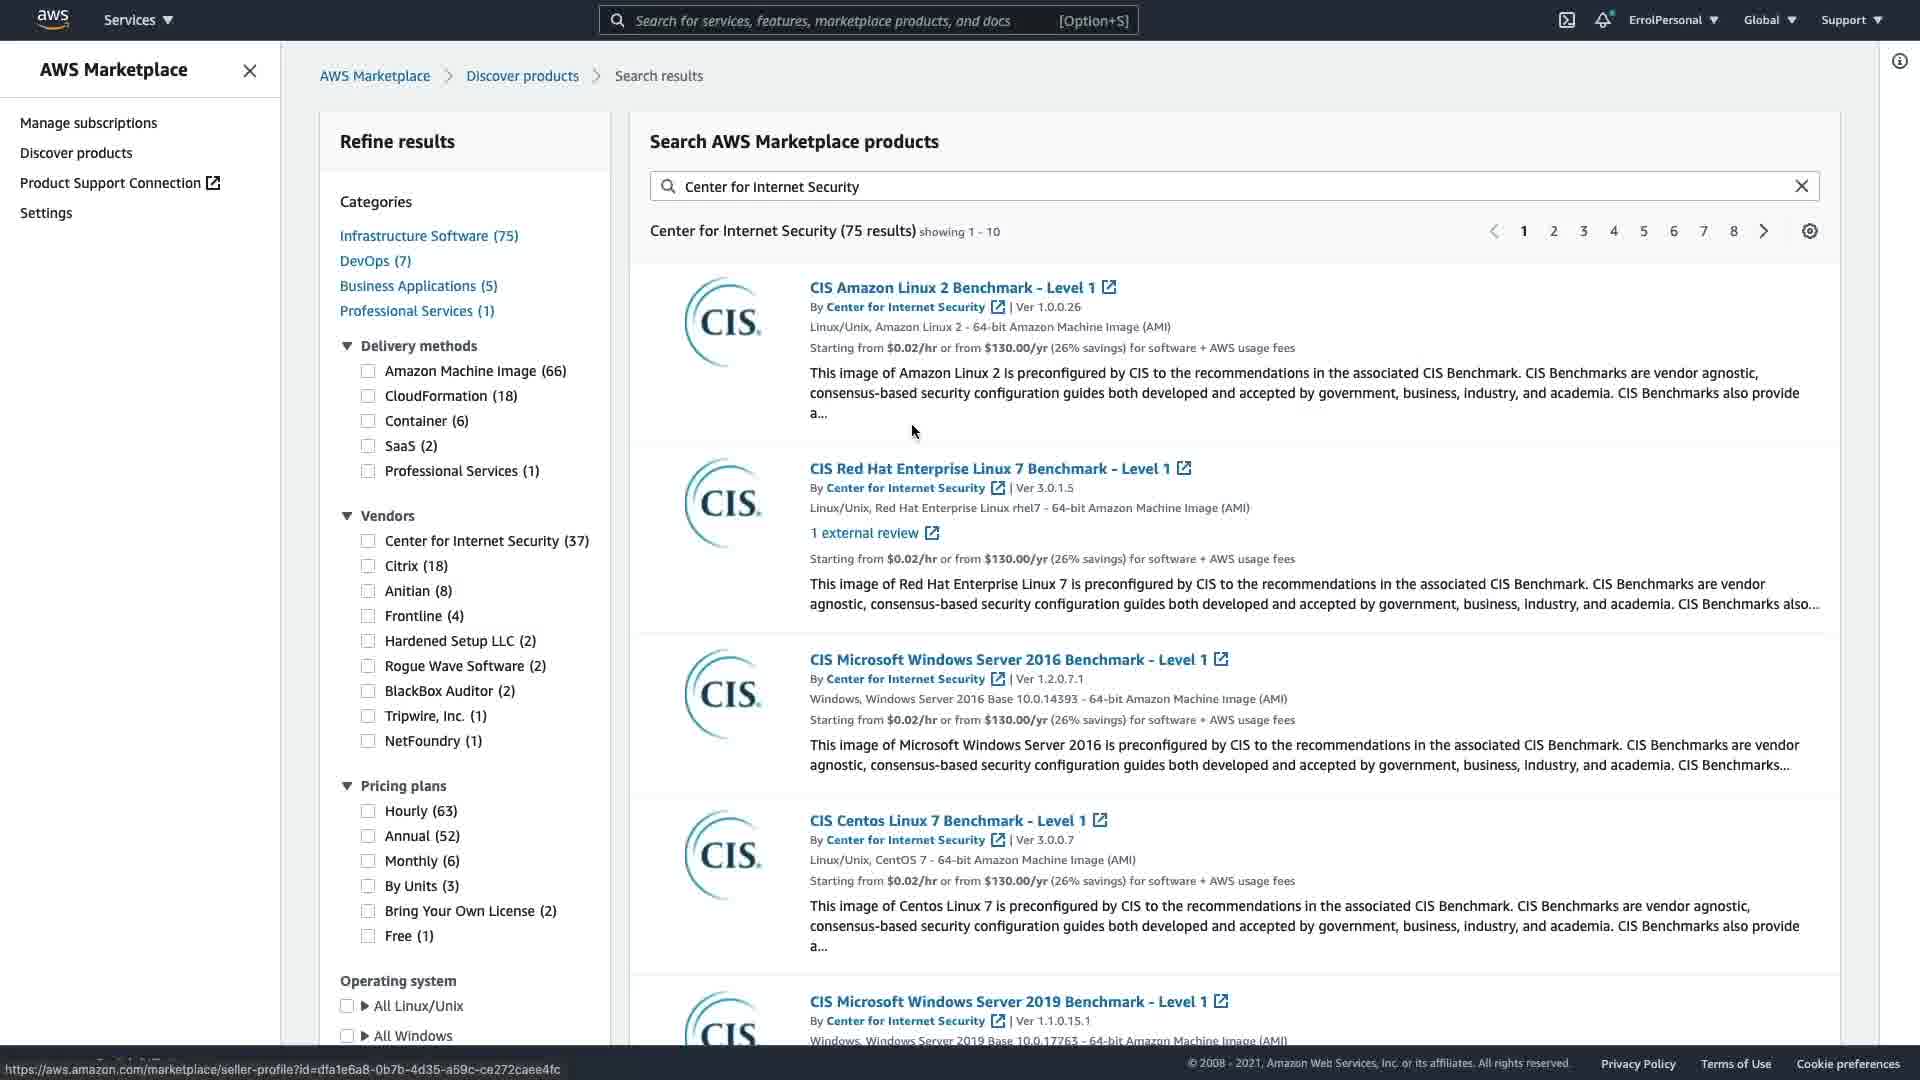 aws
Services
Search for services, features, marketplace products, and docs
[Option+S]
ErrolPersonal
Global
Support
AWS Marketplace
Manage subscriptions
Discover products
Product Support Connection
Settings
AWS Marketplace
Discover products
Search results
Refine results
Categories
Infrastructure Software (75)
DevOps (7)
Business Applications (5)
Professional Services (1)
Delivery methods
Amazon Machine Image (66)
CloudFormation (18)
Container (6)
SaaS (2)
Professional Services (1)
Vendors
Center for Internet Security (37)
Citrix (18)
Anitian (8)
Frontline (4)
Hardened Setup LLC (2)
Rogue Wave Software (2)
BlackBox Auditor (2)
Tripwire, Inc. (1)
NetFoundry (1)
Pricing plans
Hourly (63)
Annual (52)
Monthly (6)
By Units (3)
Bring Your Own License (2)
Free (1)
Operating system
All Linux/Unix
All Windows
Search AWS Marketplace products
Center for Internet Security
Center for Internet Security (75 results) showing 1 - 10
1 2 3 4 5 6 7 8
CIS.
CIS Amazon Linux 2 Benchmark - Level 1
By Center for Internet Security | Ver 1.0.0.26
Linux/Unix, Amazon Linux 2 - 64-bit Amazon Machine Image (AMI)
Starting from $0.02/hr or from $130.00/yr (26% savings) for software + AWS usage fees
This image of Amazon Linux 2 is preconfigured by CIS to the recommendations in the associated CIS Benchmark. CIS Benchmarks are vendor agnostic,
consensus-based security configuration guides both developed and accepted by government, business, industry, and academia. CIS Benchmarks also provide
a...
CIS.
CIS Red Hat Enterprise Linux 7 Benchmark - Level 1
By Center for Internet Security | Ver 3.0.1.5
Linux/Unix, Red Hat Enterprise Linux rhel7 - 64-bit Amazon Machine Image (AMI)
1 external review
Starting from $0.02/hr or from $130.00/yr (26% savings) for software + AWS usage fees
This image of Red Hat Enterprise Linux 7 is preconfigured by CIS to the recommendations in the associated CIS Benchmark. CIS Benchmarks are vendor
agnostic, consensus-based security configuration guides both developed and accepted by government, business, industry, and academia. CIS Benchmarks also...
CIS.
CIS Microsoft Windows Server 2016 Benchmark - Level 1
By Center for Internet Security | Ver 1.2.0.7.1
Windows, Windows Server 2016 Base 10.0.14393 - 64-bit Amazon Machine Image (AMI)
Starting from $0.02/hr or from $130.00/yr (26% savings) for software + AWS usage fees
This image of Microsoft Windows Server 2016 is preconfigured by CIS to the recommendations in the associated CIS Benchmark. CIS Benchmarks are vendor
agnostic, consensus-based security configuration guides both developed and accepted by government, business, industry, and academia. CIS Benchmarks...
CIS.
CIS Centos Linux 7 Benchmark - Level 1
By Center for Internet Security | Ver 3.0.0.7
Linux/Unix, CentOS 7 - 64-bit Amazon Machine Image (AMI)
Starting from $0.02/hr or from $130.00/yr (26% savings) for software + AWS usage fees
This image of Centos Linux 7 is preconfigured by CIS to the recommendations in the associated CIS Benchmark. CIS Benchmarks are vendor agnostic,
consensus-based security configuration guides both developed and accepted by government, business, industry, and academia. CIS Benchmarks also provide
a...
CIS.
CIS Microsoft Windows Server 2019 Benchmark - Level 1
By Center for Internet Security | Ver 1.1.0.15.1
Windows, Windows Server 2019 Base 10.0.17763 - 64-bit Amazon Machine Image (AMI)
https://aws.amazon.com/marketplace/seller-profile?id=dfa1e6a8-0b7b-4d35-a59c-ce272caee4fc
© 2008 - 2021, Amazon Web Services, Inc. or its affiliates. All rights reserved.
Privacy Policy
Terms of Use
Cookie preferences